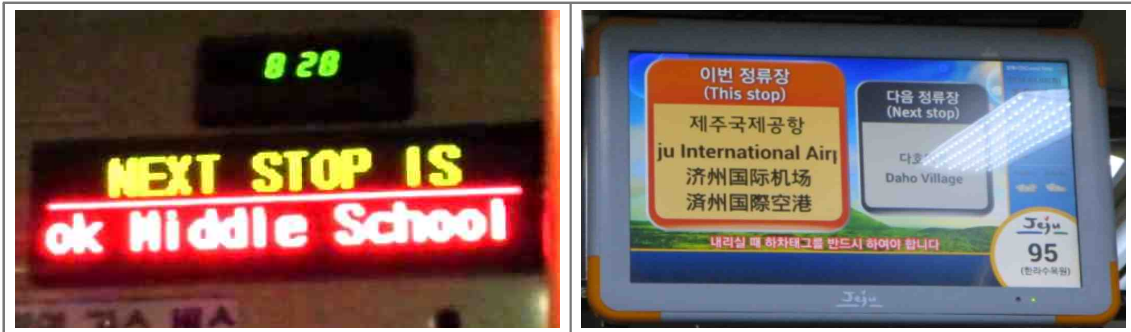 8 28
NEXT STOP IS
ok Middle School
가스
이번 정류장
(This stop)
제주국제공항
ju International Air
济州国际机场
済州国際空港
다음 정류장
(Next stop)
Daho Village
내리실 때 하차태그를 반드시 하여야 합니다
Jeju
95
(한라수목원)
Jeju